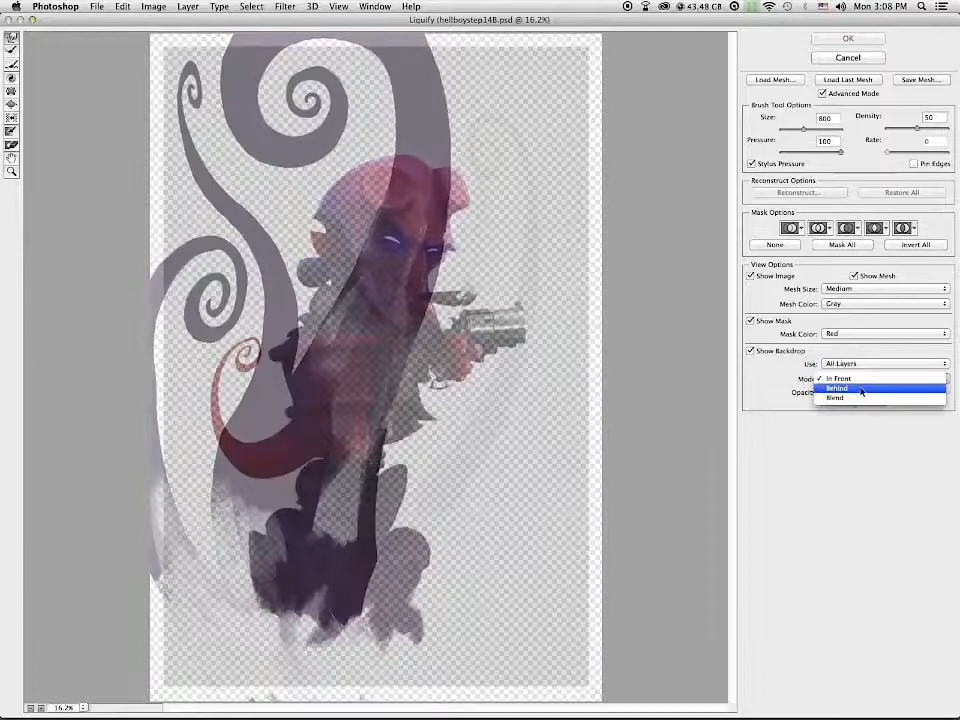 Photoshop File Edit Image Layer Type Select Filter 3D View Window Help 43.48 GB Mon 3:08 PM
Liquify (hellboystep14B.psd @ 16.2%)
OK
Cancel
Load Mesh... Load Last Mesh Save Mesh...
Advanced Mode
Brush Tool Options
Size: 800 Density: 50
Pressure: 100 Rate: 0
Stylus Pressure Pin Edges
Reconstruct Options
Reconstruct... Restore All
Mask Options
None Mask All Invert All
View Options
Show Image Show Mesh
Mesh Size: Medium
Mesh Color: Gray
Show Mask
Mask Color: Red
Show Backdrop
Use: All Layers
Mode ✓ In Front
Behind
Opacit
Blend
16.2%